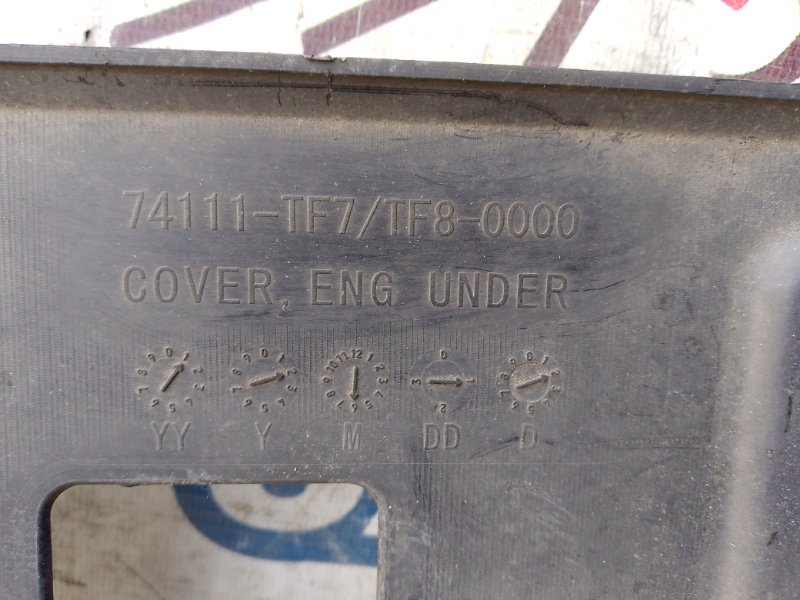 74111-TF7/TF8-0000
COVER, ENG UNDER
YY Y M DD D